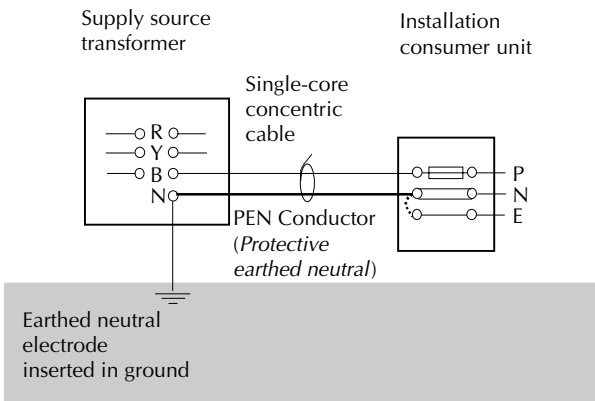 Supply source
transformer
Installation
consumer unit
Single-core
concentric
cable
R
Y
B
N
P
N
E
PEN Conductor
(Protective
earthed neutral)
Earthed neutral
electrode
inserted in ground